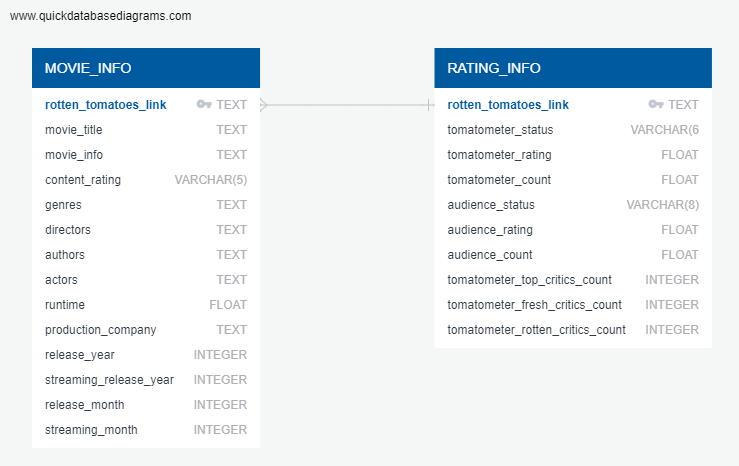 www.quickdatabasediagrams.com
MOVIE_INFO
rotten_tomatoes_link TEXT
movie_title TEXT
movie_info TEXT
content_rating VARCHAR(5)
genres TEXT
directors TEXT
authors TEXT
actors TEXT
runtime FLOAT
production_company TEXT
release_year INTEGER
streaming_release_year INTEGER
release_month INTEGER
streaming_month INTEGER
RATING_INFO
rotten_tomatoes_link TEXT
tomatometer_status VARCHAR(6
tomatometer_rating FLOAT
tomatometer_count FLOAT
audience_status VARCHAR(8)
audience_rating FLOAT
audience_count FLOAT
tomatometer_top_critics_count INTEGER
tomatometer_fresh_critics_count INTEGER
tomatometer_rotten_critics_count INTEGER